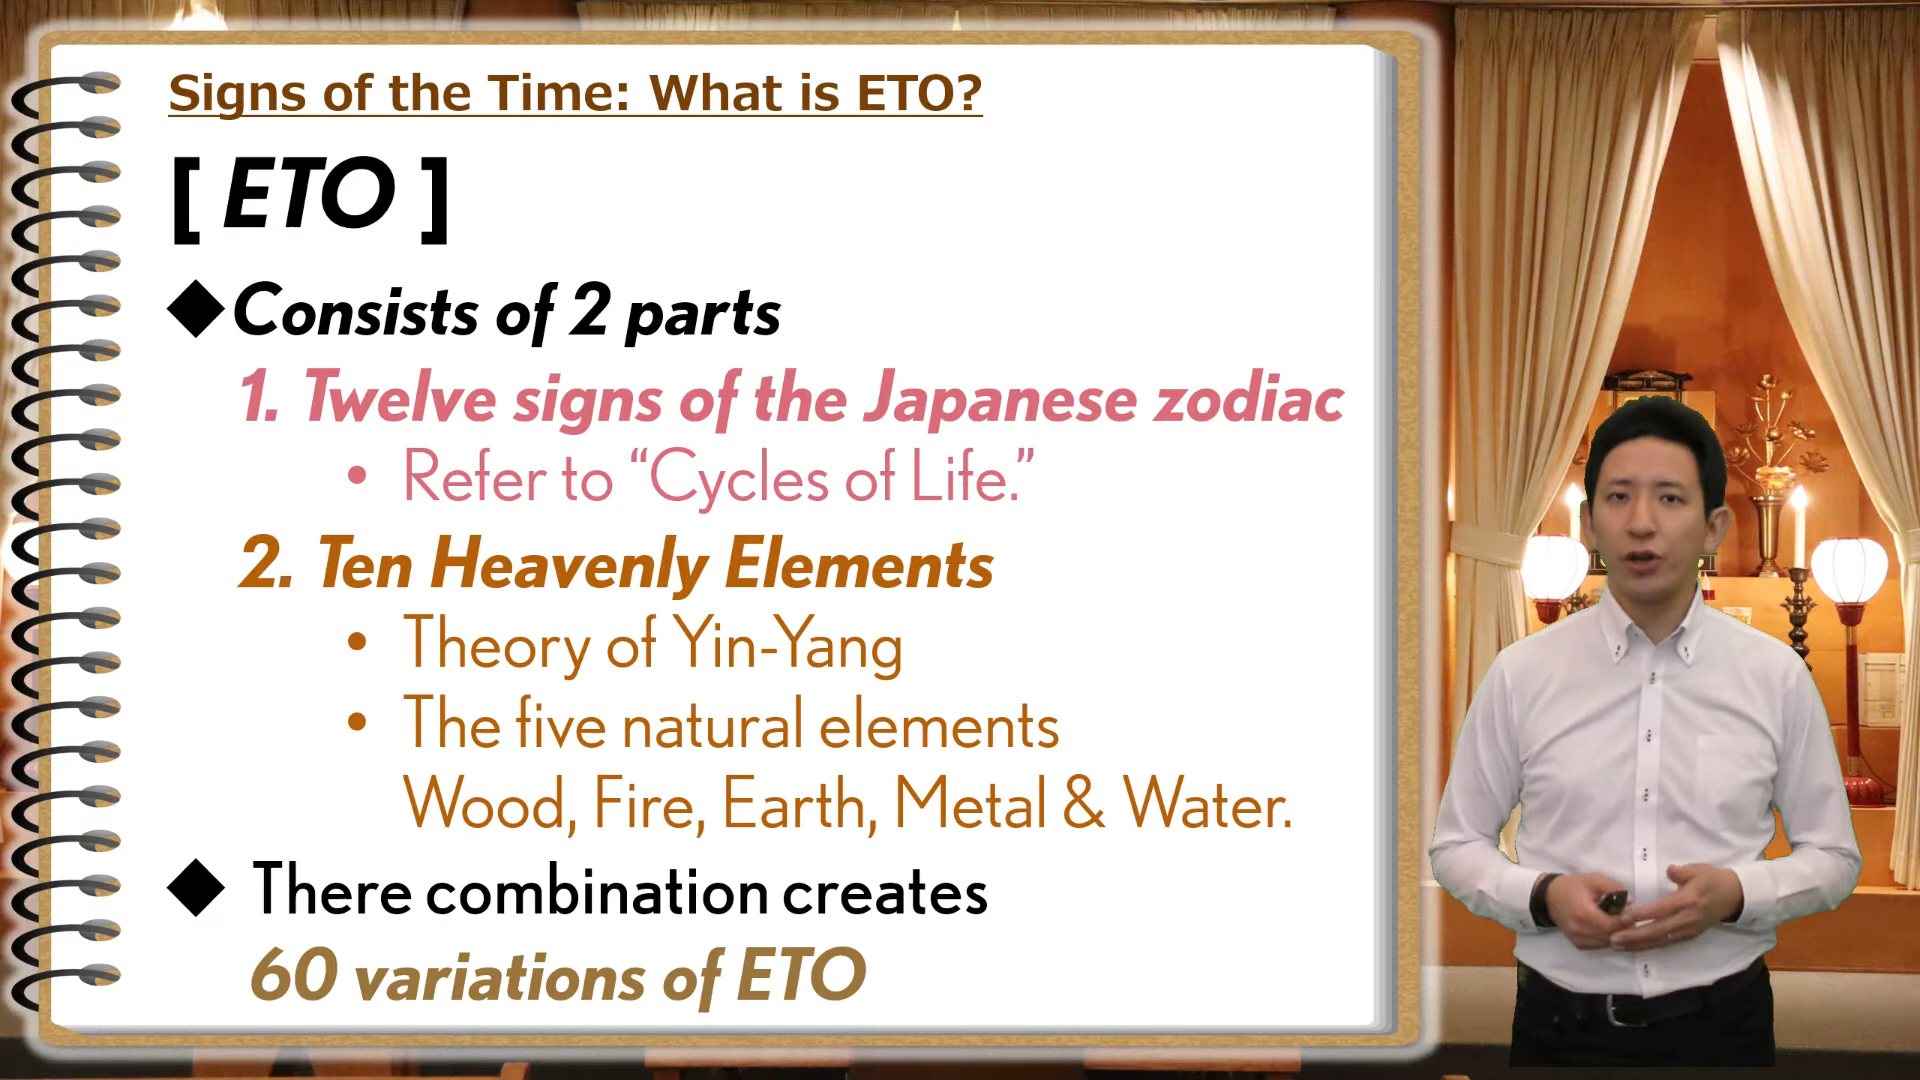 Signs of the Time: What is ETO?
[ ETO ]
◆Consists of 2 parts
1. Twelve signs of the Japanese zodiac
• Refer to “Cycles of Life.”
2. Ten Heavenly Elements
• Theory of Yin-Yang
• The five natural elements
Wood, Fire, Earth, Metal & Water.
◆ There combination creates
60 variations of ETO